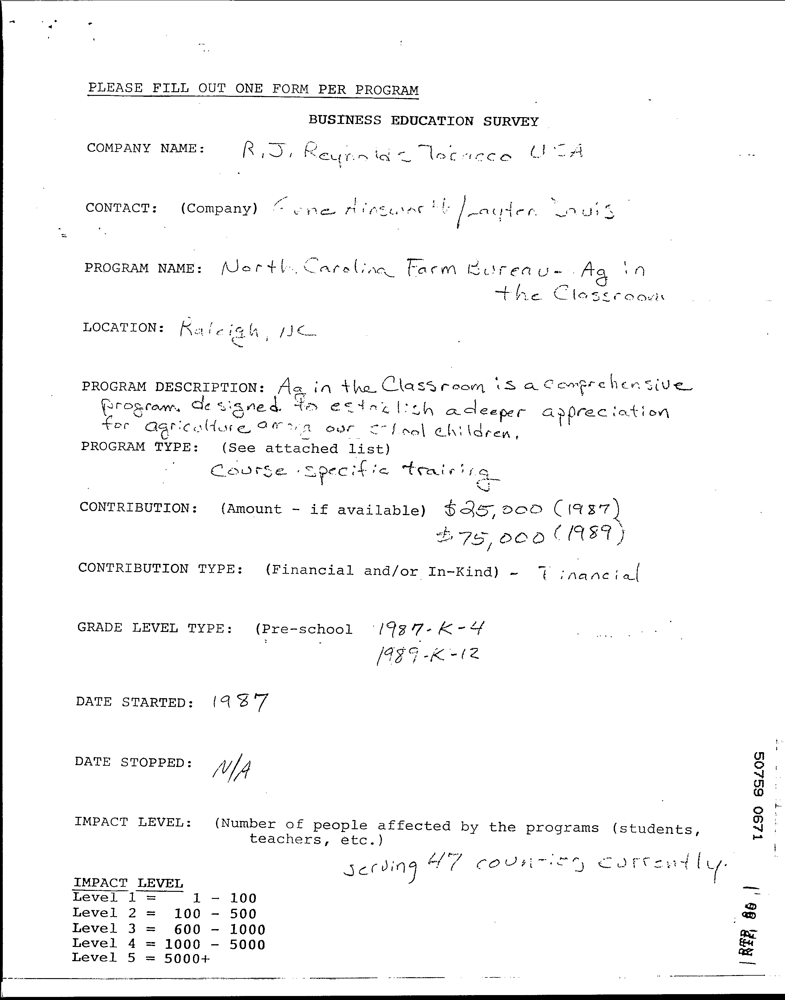 PLEASE FILL OUT ONE FORM PER PROGRAM
BUSINESS EDUCATION SURVEY
COMPANY NAME: R.J. Reynolds Tobacco USA
CONTACT: (Company) Gene Ainsworth / Layten Louis
PROGRAM NAME: North Carolina Farm Bureau - Ag in
the Classroom
LOCATION: Raleigh, NC
PROGRAM DESCRIPTION: Ag in the Classroom is a comprehensive
program designed to establish a deeper appreciation
for agriculture among our school children.
PROGRAM TYPE: (See attached list)
Course-specific training
CONTRIBUTION: (Amount - if available) $25,000 (1987)
$75,000 (1989)
CONTRIBUTION TYPE: (Financial and/or In-Kind) - Financial
GRADE LEVEL TYPE: (Pre-school 1987-K-4
1989-K-12
DATE STARTED: 1987
DATE STOPPED: N/A
IMPACT LEVEL: (Number of people affected by the programs (students,
teachers, etc.)
serving 47 counties currently.
IMPACT LEVEL
Level 1 = 1 - 100
Level 2 = 100 - 500
Level 3 = 600 - 1000
Level 4 = 1000 - 5000
Level 5 = 5000+
50759 0671